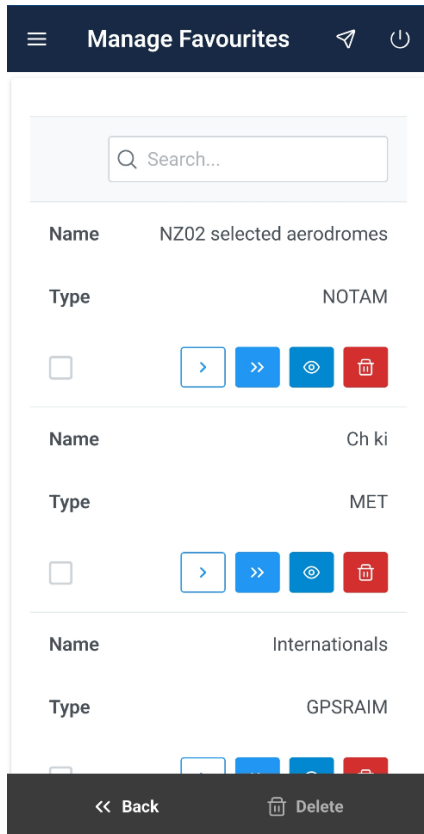 Manage Favourites
Search...
Name NZ02 selected aerodromes
Type NOTAM
Name Ch ki
Type MET
Name Internationals
Type GPSRAIM
Back Delete